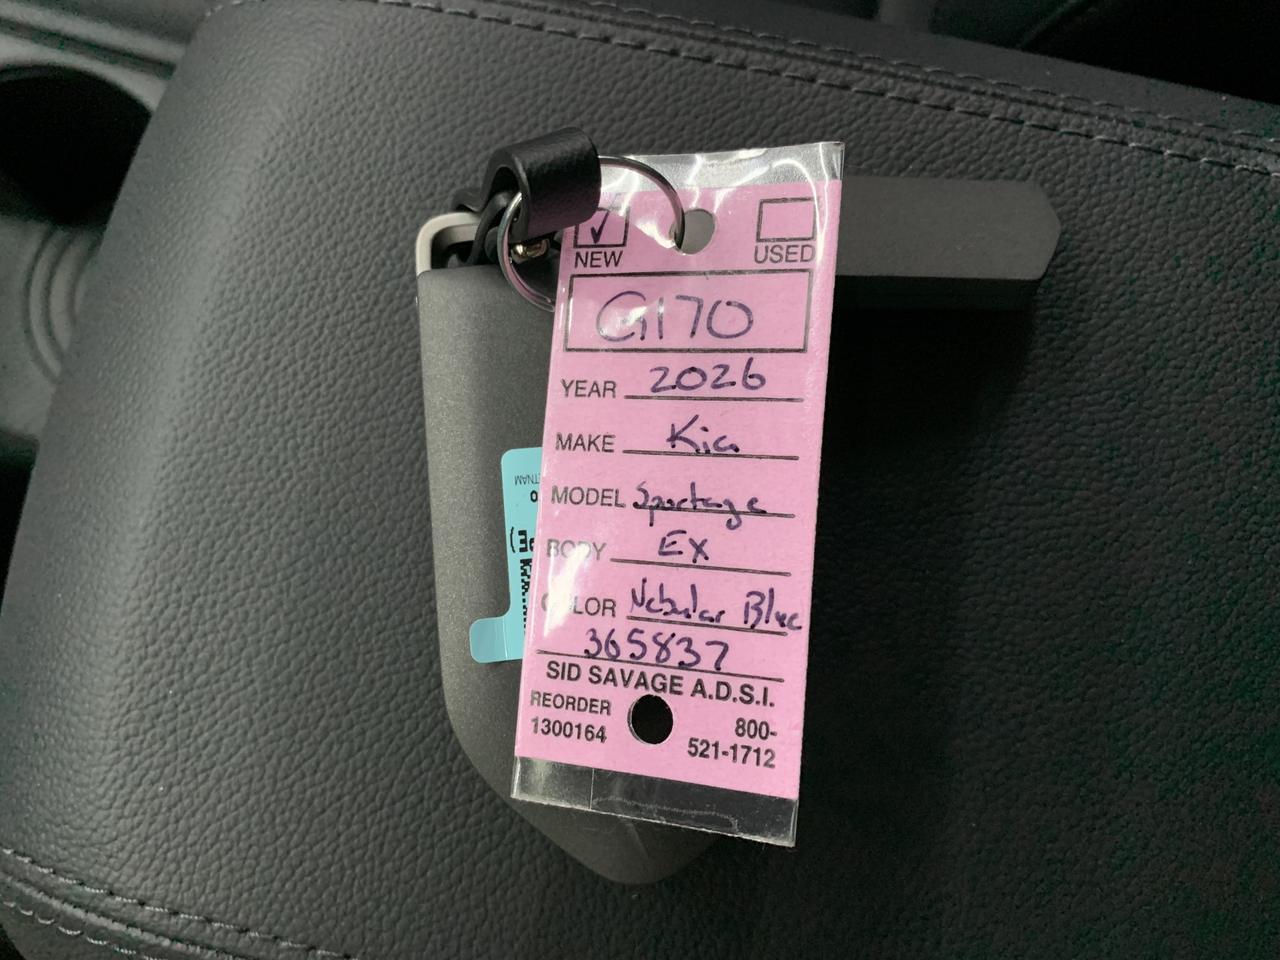 NEW USED
G170
YEAR 2026
MAKE Kia
MODEL Sportage
BODY EX
COLOR Nebular Blue
365837
SID SAVAGE A.D.S.I.
REORDER 800-
1300164 521-1712